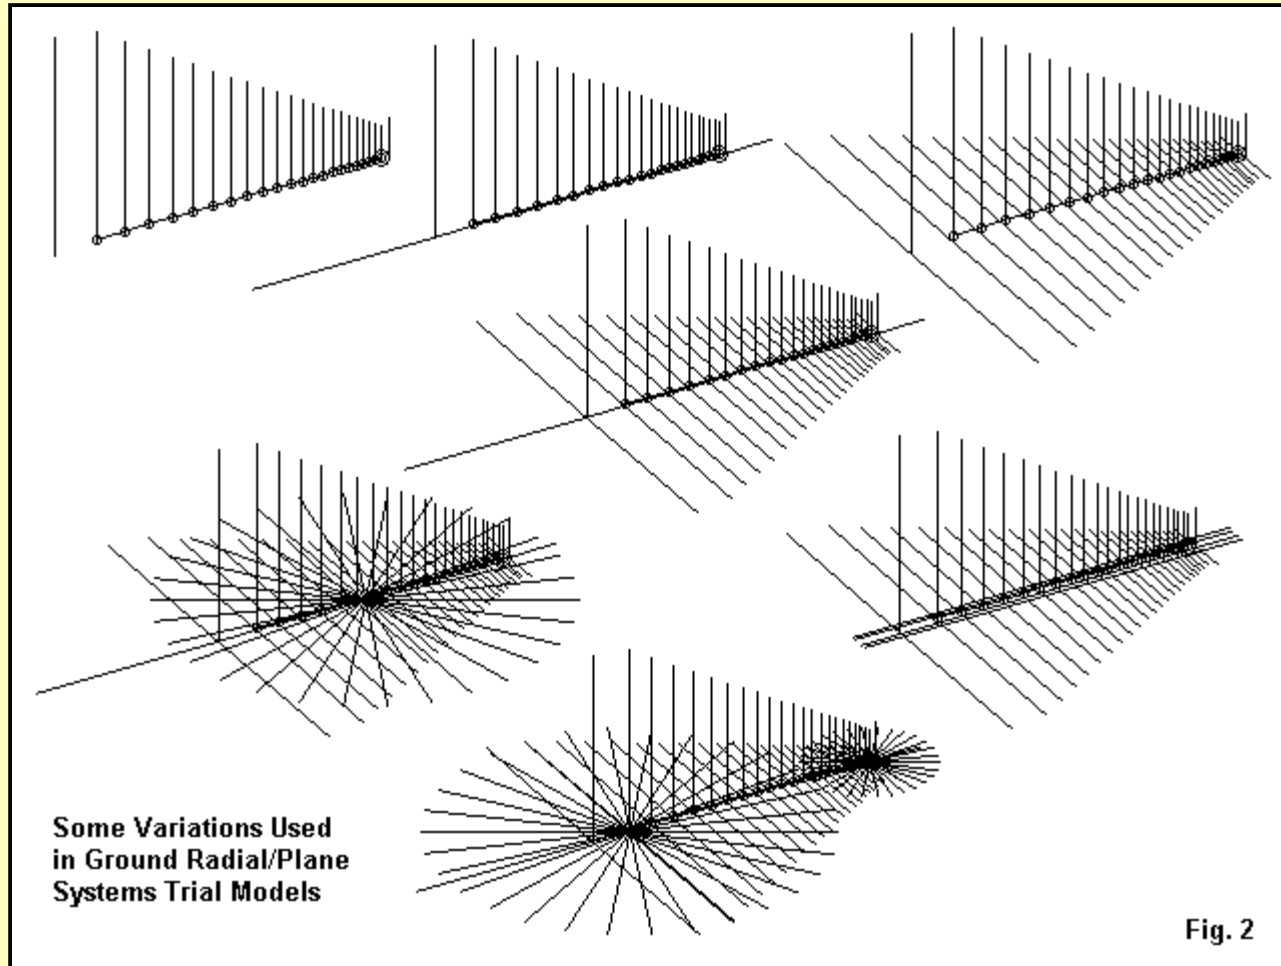 Some Variations Used
in Ground Radial/Plane
Systems Trial Models
Fig. 2